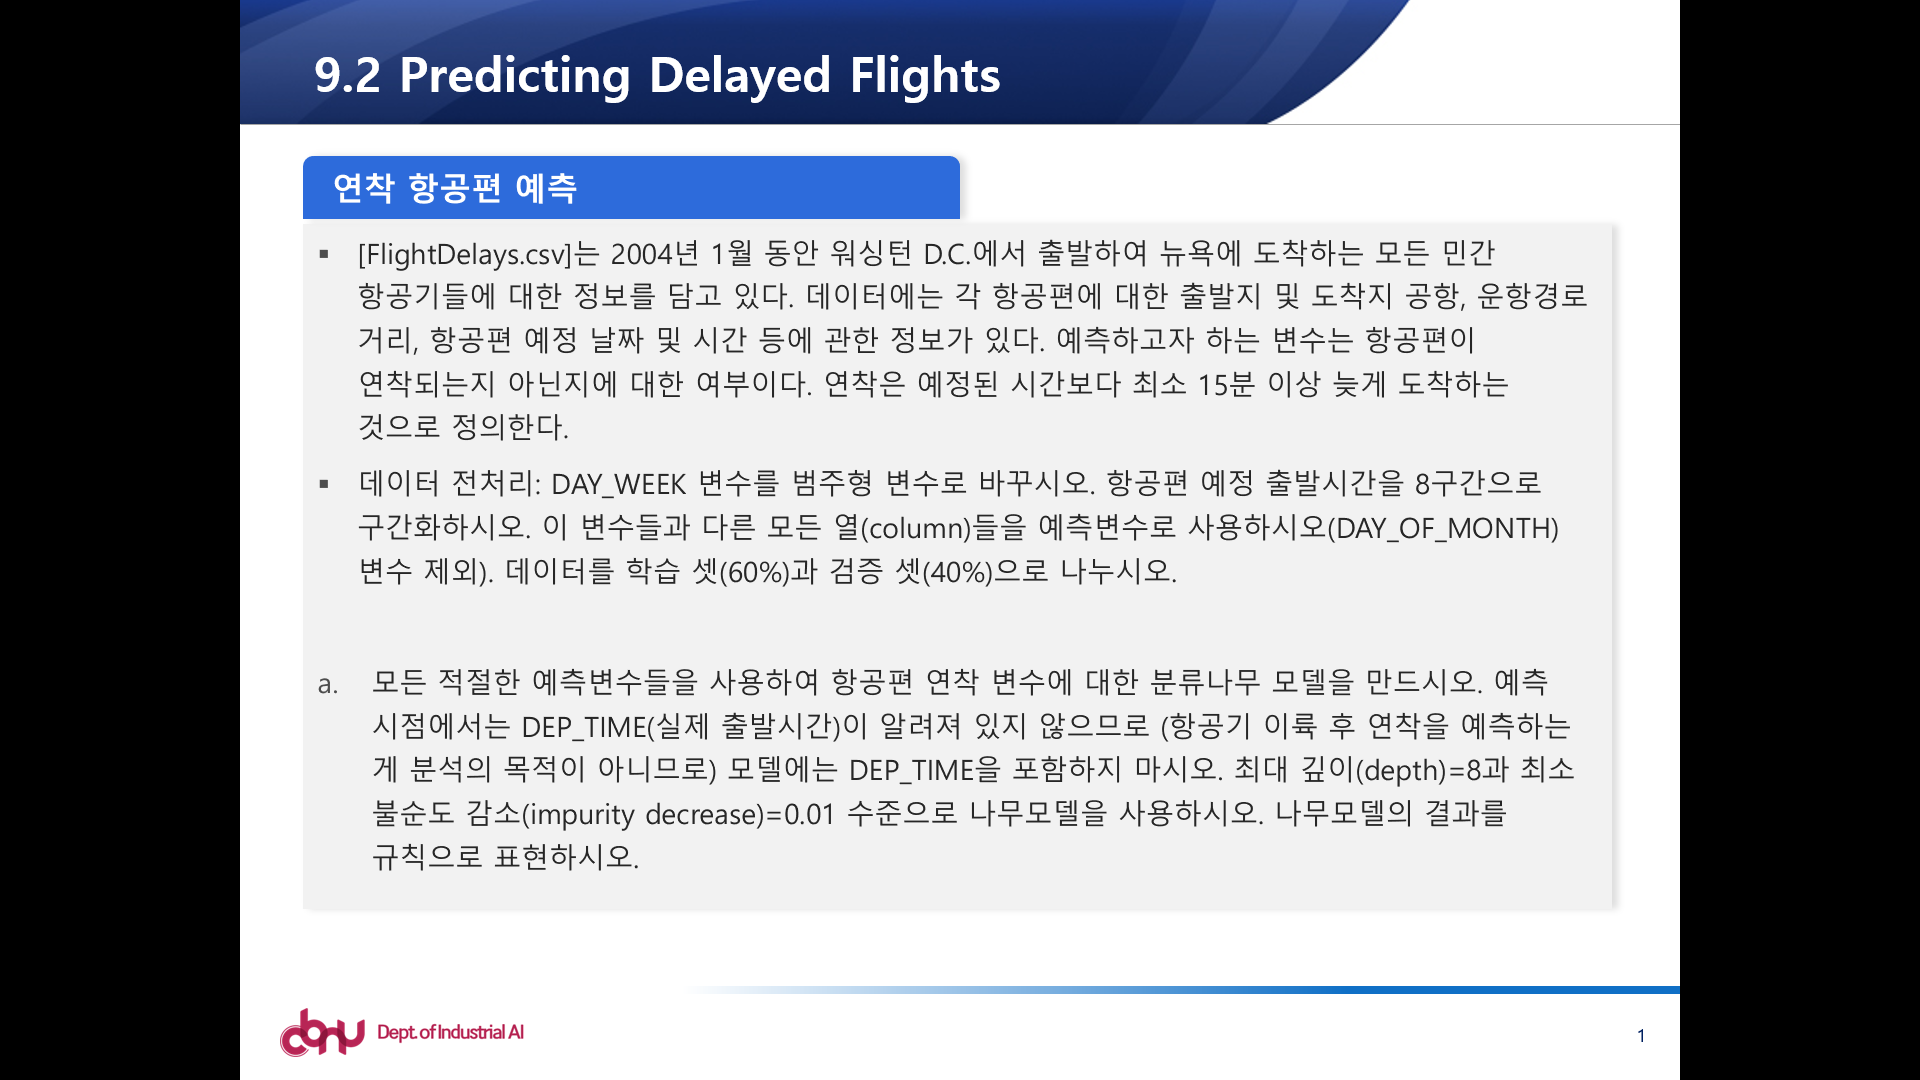 9.2 Predicting Delayed Flights
연착 항공편 예측
▪ [FlightDelays.csv]는 2004년 1월 동안 워싱턴 D.C.에서 출발하여 뉴욕에 도착하는 모든 민간
항공기들에 대한 정보를 담고 있다. 데이터에는 각 항공편에 대한 출발지 및 도착지 공항, 운항경로
거리, 항공편 예정 날짜 및 시간 등에 관한 정보가 있다. 예측하고자 하는 변수는 항공편이
연착되는지 아닌지에 대한 여부이다. 연착은 예정된 시간보다 최소 15분 이상 늦게 도착하는
것으로 정의한다.
▪ 데이터 전처리: DAY_WEEK 변수를 범주형 변수로 바꾸시오. 항공편 예정 출발시간을 8구간으로
구간화하시오. 이 변수들과 다른 모든 열(column)들을 예측변수로 사용하시오(DAY_OF_MONTH)
변수 제외). 데이터를 학습 셋(60%)과 검증 셋(40%)으로 나누시오.
a. 모든 적절한 예측변수들을 사용하여 항공편 연착 변수에 대한 분류나무 모델을 만드시오. 예측
시점에서는 DEP_TIME(실제 출발시간)이 알려져 있지 않으므로 (항공기 이륙 후 연착을 예측하는
게 분석의 목적이 아니므로) 모델에는 DEP_TIME을 포함하지 마시오. 최대 깊이(depth)=8과 최소
불순도 감소(impurity decrease)=0.01 수준으로 나무모델을 사용하시오. 나무모델의 결과를
규칙으로 표현하시오.
cbnu Dept. of Industrial AI
1